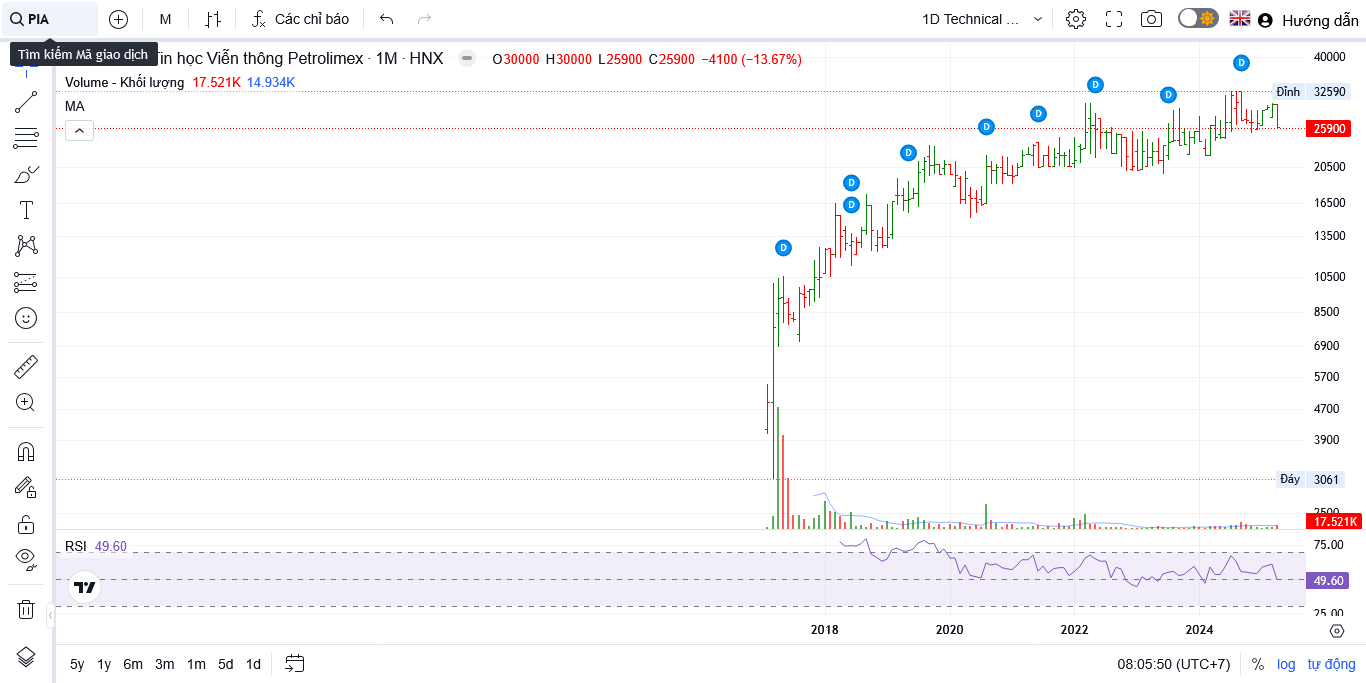 PIA
M
Các chỉ báo
1D Technical ...
Hướng dẫn
Tìm kiếm Mã giao dịch
Tin học Viễn thông Petrolimex · 1M · HNX
O30000 H30000 L25900 C25900 −4100 (−13.67%)
Volume - Khối lượng 17.521K 14.934K
MA
D
D
D
D
D
D
D
D
D
D
40000
Đỉnh 32590
25900
20500
16500
13500
10500
8500
6900
5700
4700
3900
Đáy 3061
2500
17.521K
RSI 49.60
75.00
49.60
25.00
2018
2020
2022
2024
5y 1y 6m 3m 1m 5d 1d
08:05:50 (UTC+7)
% log tự động